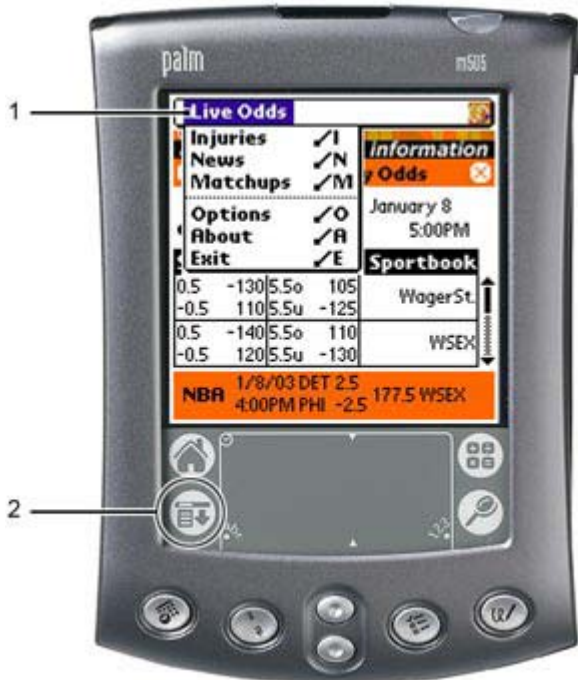 palm m505
1
Live Odds
Injuries /I
News /N
Matchups /M
Options /O
About /A
Exit /E
Information
y Odds
January 8
5:00PM
Sportbook
0.5 -130 5.5o 105
-0.5 110 5.5u -125
WagerSt.
0.5 -140 5.5o 110
-0.5 120 5.5u -130
WSEX
NBA 1/8/03 DET 2.5 177.5 WSEX
4:00PM PHI -2.5
2
abc
123